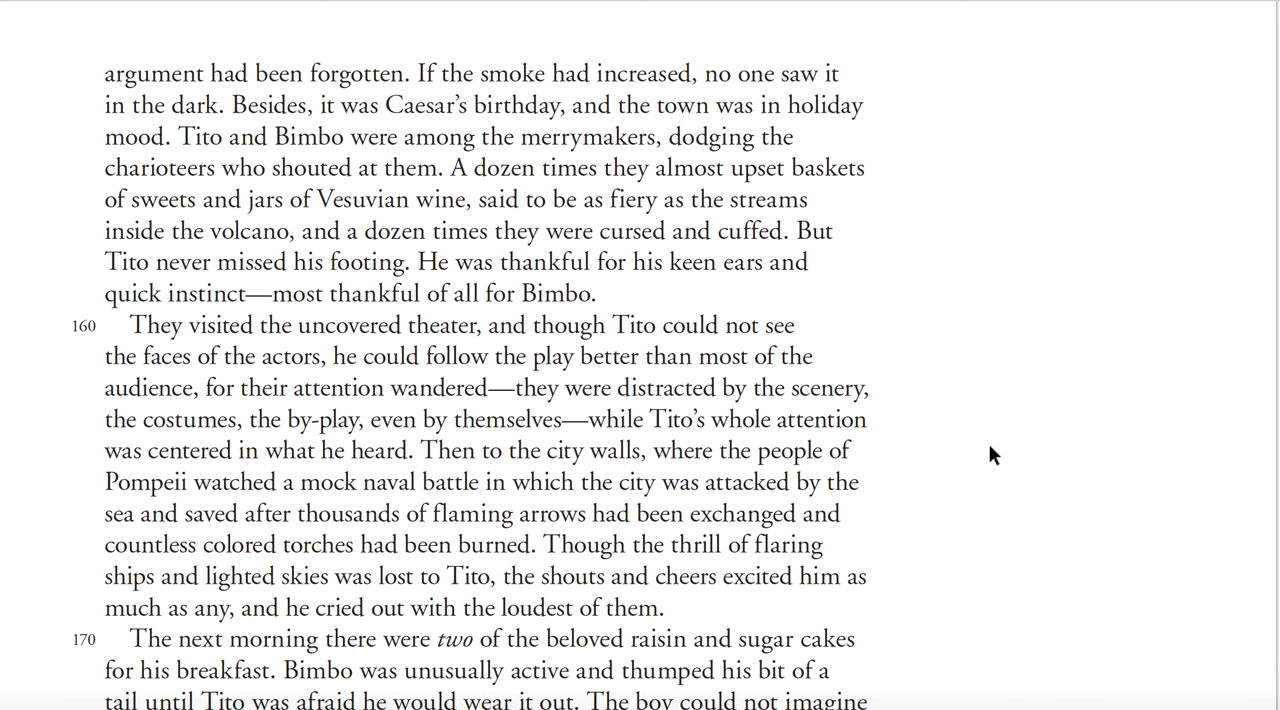 argument had been forgotten. If the smoke had increased, no one saw it
in the dark. Besides, it was Caesar’s birthday, and the town was in holiday
mood. Tito and Bimbo were among the merrymakers, dodging the
charioteers who shouted at them. A dozen times they almost upset baskets
of sweets and jars of Vesuvian wine, said to be as fiery as the streams
inside the volcano, and a dozen times they were cursed and cuffed. But
Tito never missed his footing. He was thankful for his keen ears and
quick instinct—most thankful of all for Bimbo.
160 They visited the uncovered theater, and though Tito could not see
the faces of the actors, he could follow the play better than most of the
audience, for their attention wandered—they were distracted by the scenery,
the costumes, the by-play, even by themselves—while Tito’s whole attention
was centered in what he heard. Then to the city walls, where the people of
Pompeii watched a mock naval battle in which the city was attacked by the
sea and saved after thousands of flaming arrows had been exchanged and
countless colored torches had been burned. Though the thrill of flaring
ships and lighted skies was lost to Tito, the shouts and cheers excited him as
much as any, and he cried out with the loudest of them.
170 The next morning there were two of the beloved raisin and sugar cakes
for his breakfast. Bimbo was unusually active and thumped his bit of a
tail until Tito was afraid he would wear it out. The boy could not imagine